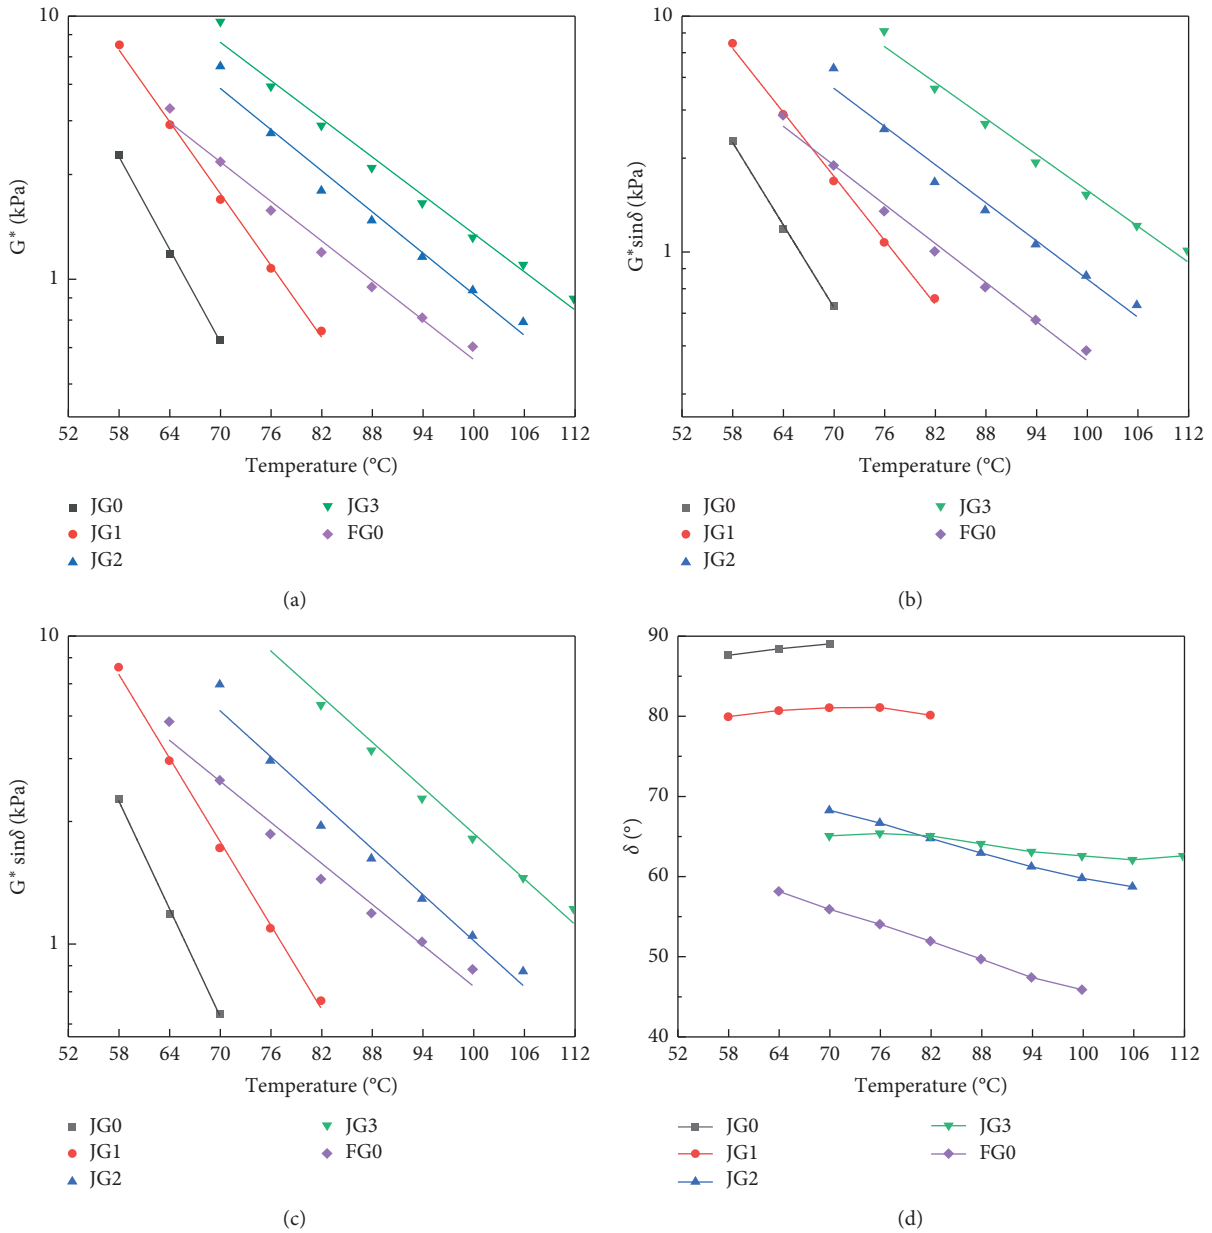 10
1
G* (kPa)
52 58 64 70 76 82 88 94 100 106 112
Temperature (°C)
JG0
JG1
JG2
JG3
FG0
(a)
10
1
G*sinδ (kPa)
52 58 64 70 76 82 88 94 100 106 112
Temperature (°C)
JG0
JG1
JG2
JG3
FG0
(b)
10
1
G* sinδ (kPa)
52 58 64 70 76 82 88 94 100 106 112
Temperature (°C)
JG0
JG1
JG2
JG3
FG0
(c)
90
80
70
60
50
40
δ (°)
52 58 64 70 76 82 88 94 100 106 112
Temperature (°C)
JG0
JG1
JG2
JG3
FG0
(d)